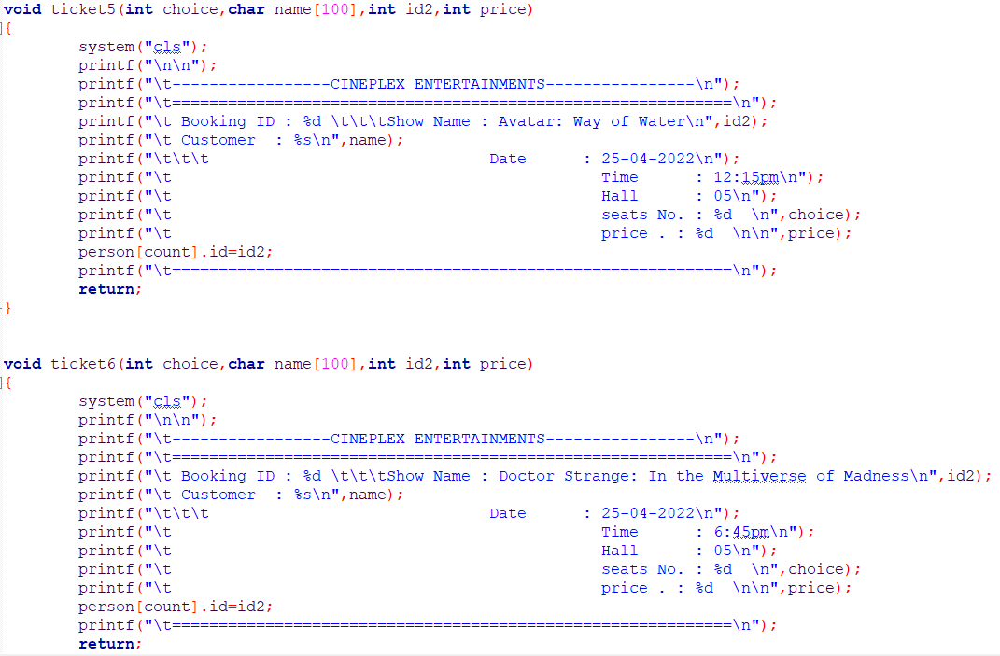 void ticket5(int choice,char name[100],int id2,int price)
{
        system("cls");
        printf("\n\n");
        printf("\t-----------------CINEPLEX ENTERTAINMENTS----------------\n");
        printf("\t============================================================\n");
        printf("\t Booking ID : %d \t\t\tShow Name : Avatar: Way of Water\n",id2);
        printf("\t Customer  : %s\n",name);
        printf("\t\t\t                              Date      : 25-04-2022\n");
        printf("\t                                              Time      : 12:15pm\n");
        printf("\t                                              Hall      : 05\n");
        printf("\t                                              seats No. : %d  \n",choice);
        printf("\t                                              price . : %d  \n\n",price);
        person[count].id=id2;
        printf("\t============================================================\n");
        return;
}
void ticket6(int choice,char name[100],int id2,int price)
{
        system("cls");
        printf("\n\n");
        printf("\t-----------------CINEPLEX ENTERTAINMENTS----------------\n");
        printf("\t============================================================\n");
        printf("\t Booking ID : %d \t\t\tShow Name : Doctor Strange: In the Multiverse of Madness\n",id2);
        printf("\t Customer  : %s\n",name);
        printf("\t\t\t                              Date      : 25-04-2022\n");
        printf("\t                                              Time      : 6:45pm\n");
        printf("\t                                              Hall      : 05\n");
        printf("\t                                              seats No. : %d  \n",choice);
        printf("\t                                              price . : %d  \n\n",price);
        person[count].id=id2;
        printf("\t============================================================\n");
        return;